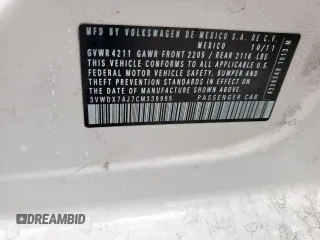 MFD BY VOLKSWAGEN DE MEXICO S.A. DE C.V.
MEXICO 10/11
GVWR4211 GAWR FRONT 2205 / REAR 2116 LBS
THIS VEHICLE CONFORMS TO ALL APPLICABLE U.S.
FEDERAL MOTOR VEHICLE SAFETY, BUMPER AND
THEFT PREVENTION STANDARDS IN EFFECT ON
THE DATE OF MANUFACTURE SHOWN ABOVE.
3VWDX7AJ7CM339995 PASSENGER CAR
DREAMBID